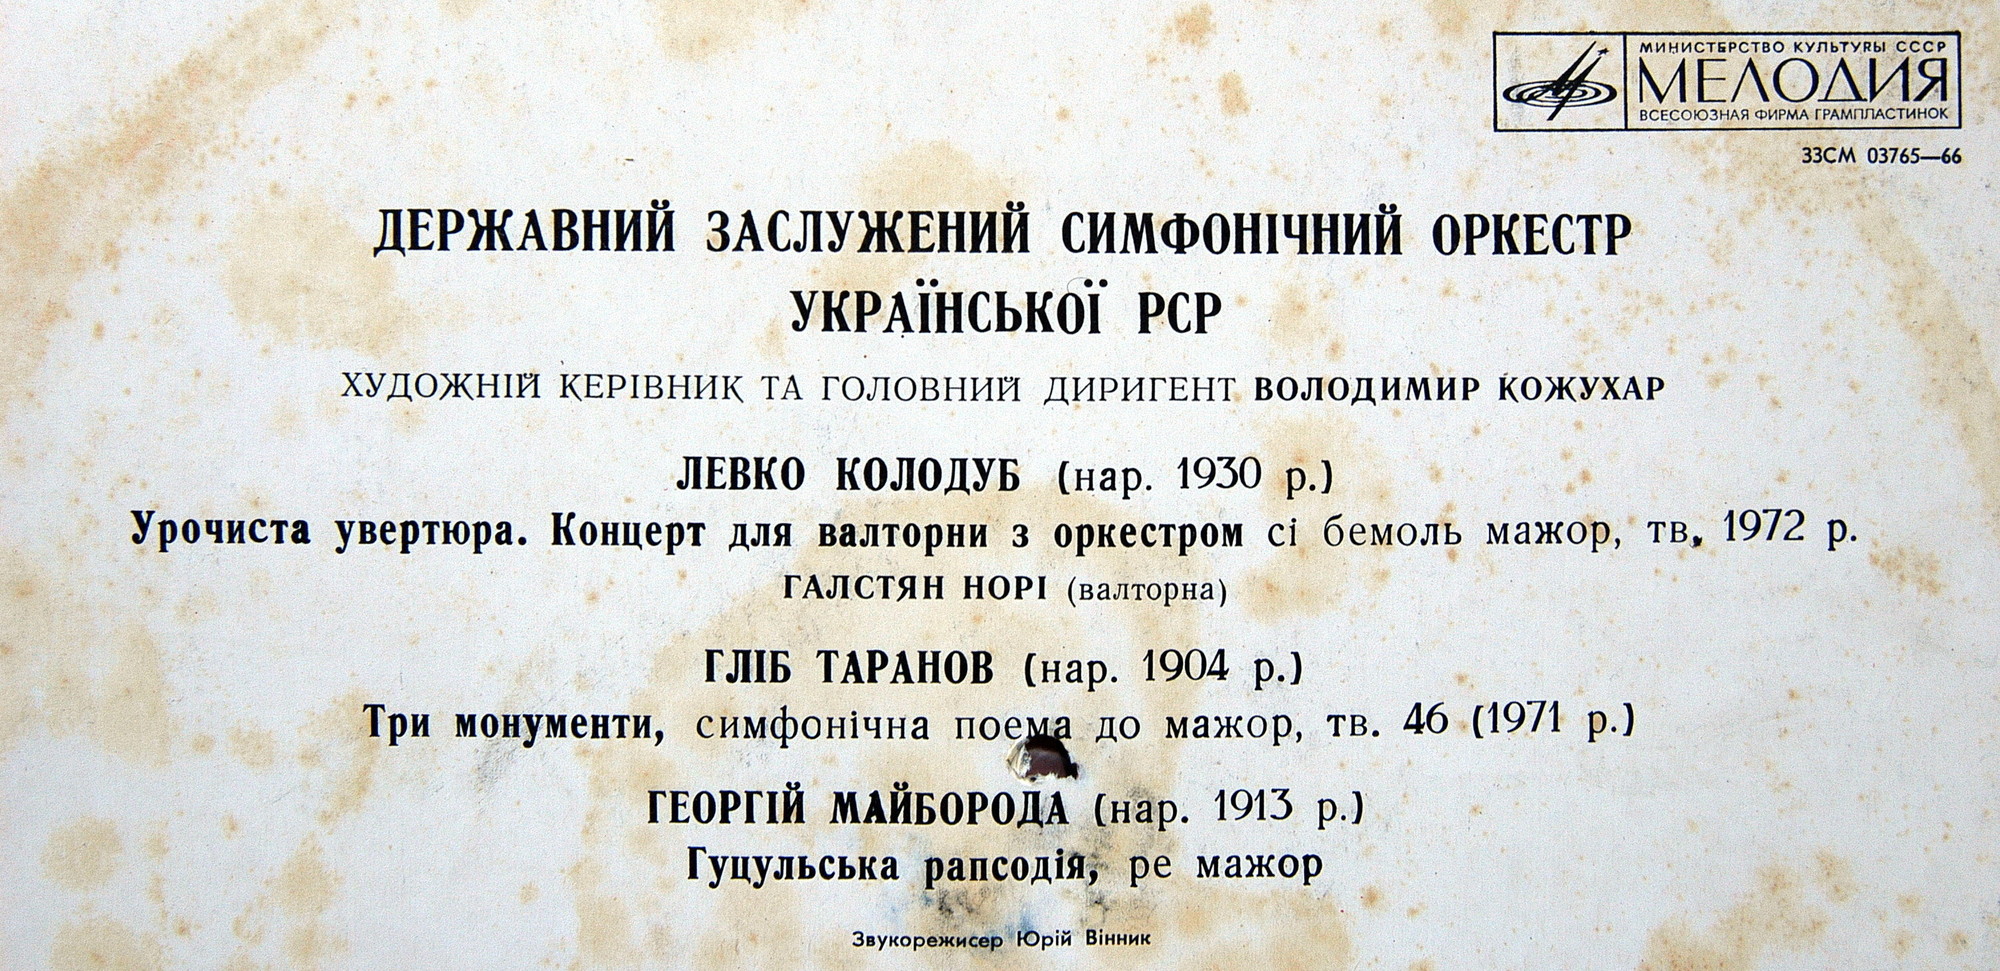 МИНИСТЕРСТВО КУЛЬТУРЫ СССР
МЕЛОДИЯ
ВСЕСОЮЗНАЯ ФИРМА ГРАМПЛАСТИНОК
33СМ 03765—66
ДЕРЖАВНИЙ ЗАСЛУЖЕНИЙ СИМФОНІЧНИЙ ОРКЕСТР
УКРАЇНСЬКОЇ РСР
ХУДОЖНІЙ КЕРІВНИК ТА ГОЛОВНИЙ ДИРИГЕНТ ВОЛОДИМИР КОЖУХАР
ЛЕВКО КОЛОДУБ (нар. 1930 р.)
Урочиста увертюра. Концерт для валторни з оркестром сі бемоль мажор, тв. 1972 р.
ГАЛСТЯН НОРІ (валторна)
ГЛІБ ТАРАНОВ (нар. 1904 р.)
Три монументи, симфонічна поема до мажор, тв. 46 (1971 р.)
ГЕОРГІЙ МАЙБОРОДА (нар. 1913 р.)
Гуцульська рапсодія, ре мажор
Звукорежисер Юрій Вінник